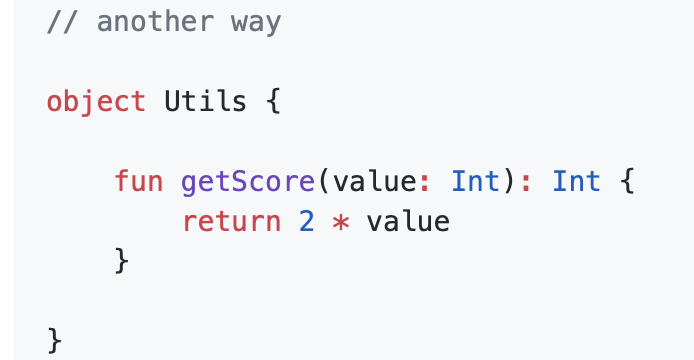 // another way
object Utils {
    fun getScore(value: Int): Int {
        return 2 * value
    }
}